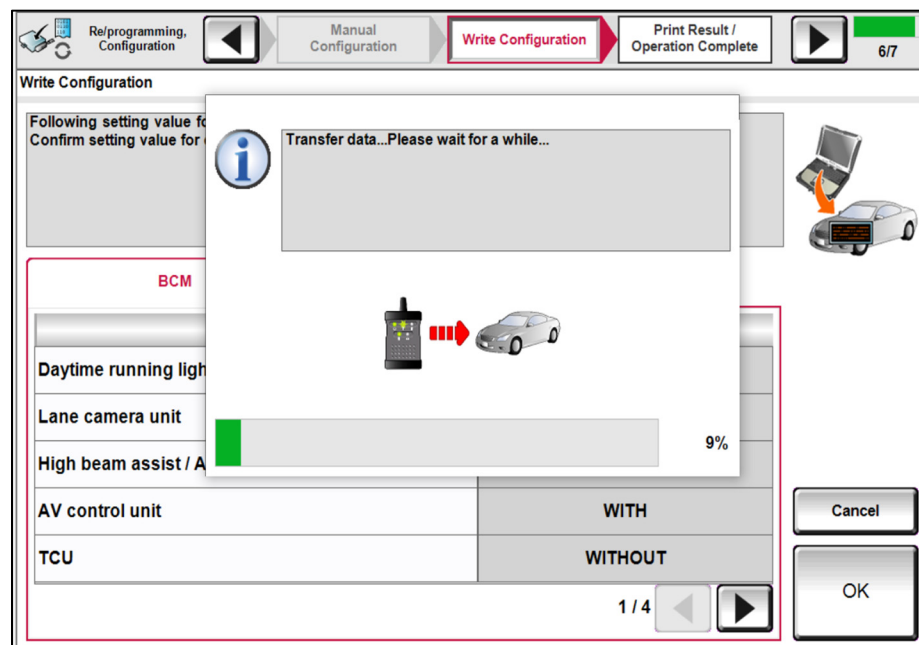 Re/programming,
Configuration
Manual
Configuration
Write Configuration
Print Result /
Operation Complete
6/7
Write Configuration
Following setting value fo
Confirm setting value for
Transfer data...Please wait for a while...
BCM
Daytime running ligh
Lane camera unit
High beam assist / A
9%
AV control unit
WITH
TCU
WITHOUT
Cancel
1 / 4
OK